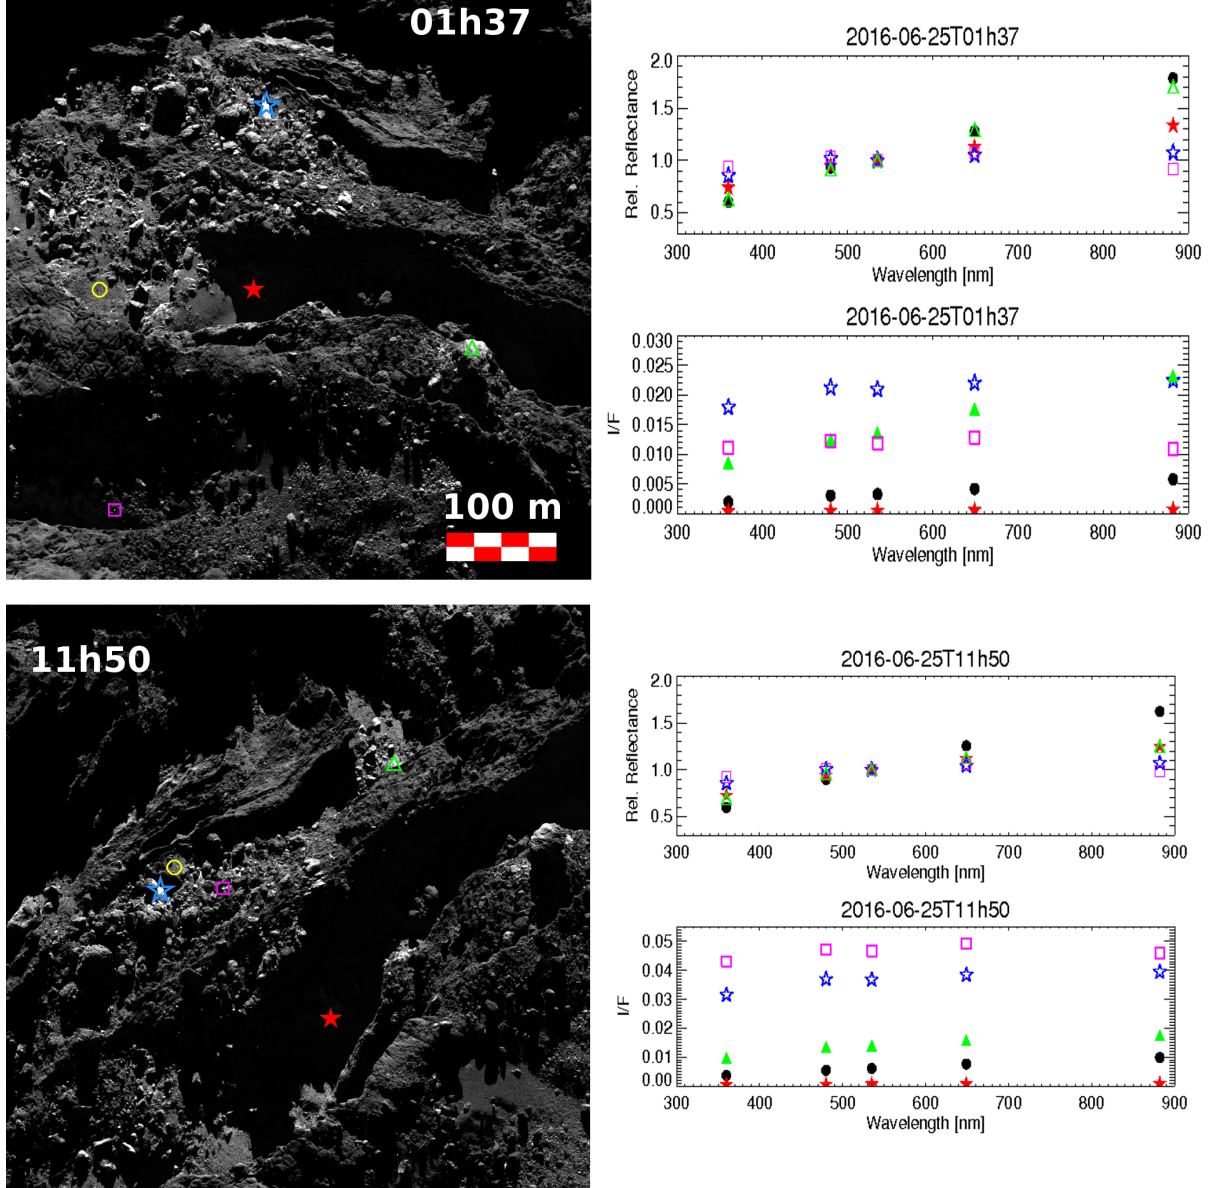 01h37
100 m
2016-06-25T01h37
Rel. Reflectance
2.0
1.5
1.0
0.5
300 400 500 600 700 800 900
Wavelength [nm]
2016-06-25T01h37
I/F
0.030
0.025
0.020
0.015
0.010
0.005
0.000
300 400 500 600 700 800 900
Wavelength [nm]
11h50
2016-06-25T11h50
Rel. Reflectance
2.0
1.5
1.0
0.5
300 400 500 600 700 800 900
Wavelength [nm]
2016-06-25T11h50
I/F
0.05
0.04
0.03
0.02
0.01
0.00
300 400 500 600 700 800 900
Wavelength [nm]